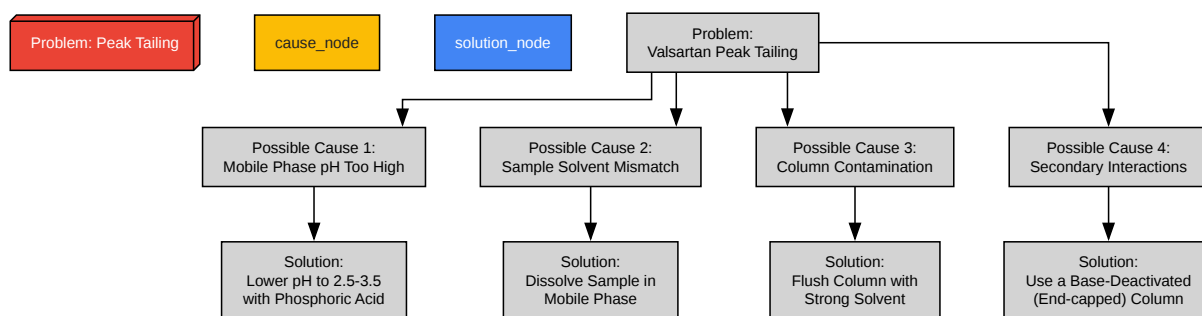 Problem: Peak Tailing
cause_node
solution_node
Problem:
Valsartan Peak Tailing
Possible Cause 1:
Mobile Phase pH Too High
Possible Cause 2:
Sample Solvent Mismatch
Possible Cause 3:
Column Contamination
Possible Cause 4:
Secondary Interactions
Solution:
Lower pH to 2.5-3.5
with Phosphoric Acid
Solution:
Dissolve Sample in
Mobile Phase
Solution:
Flush Column with
Strong Solvent
Solution:
Use a Base-Deactivated
(End-capped) Column